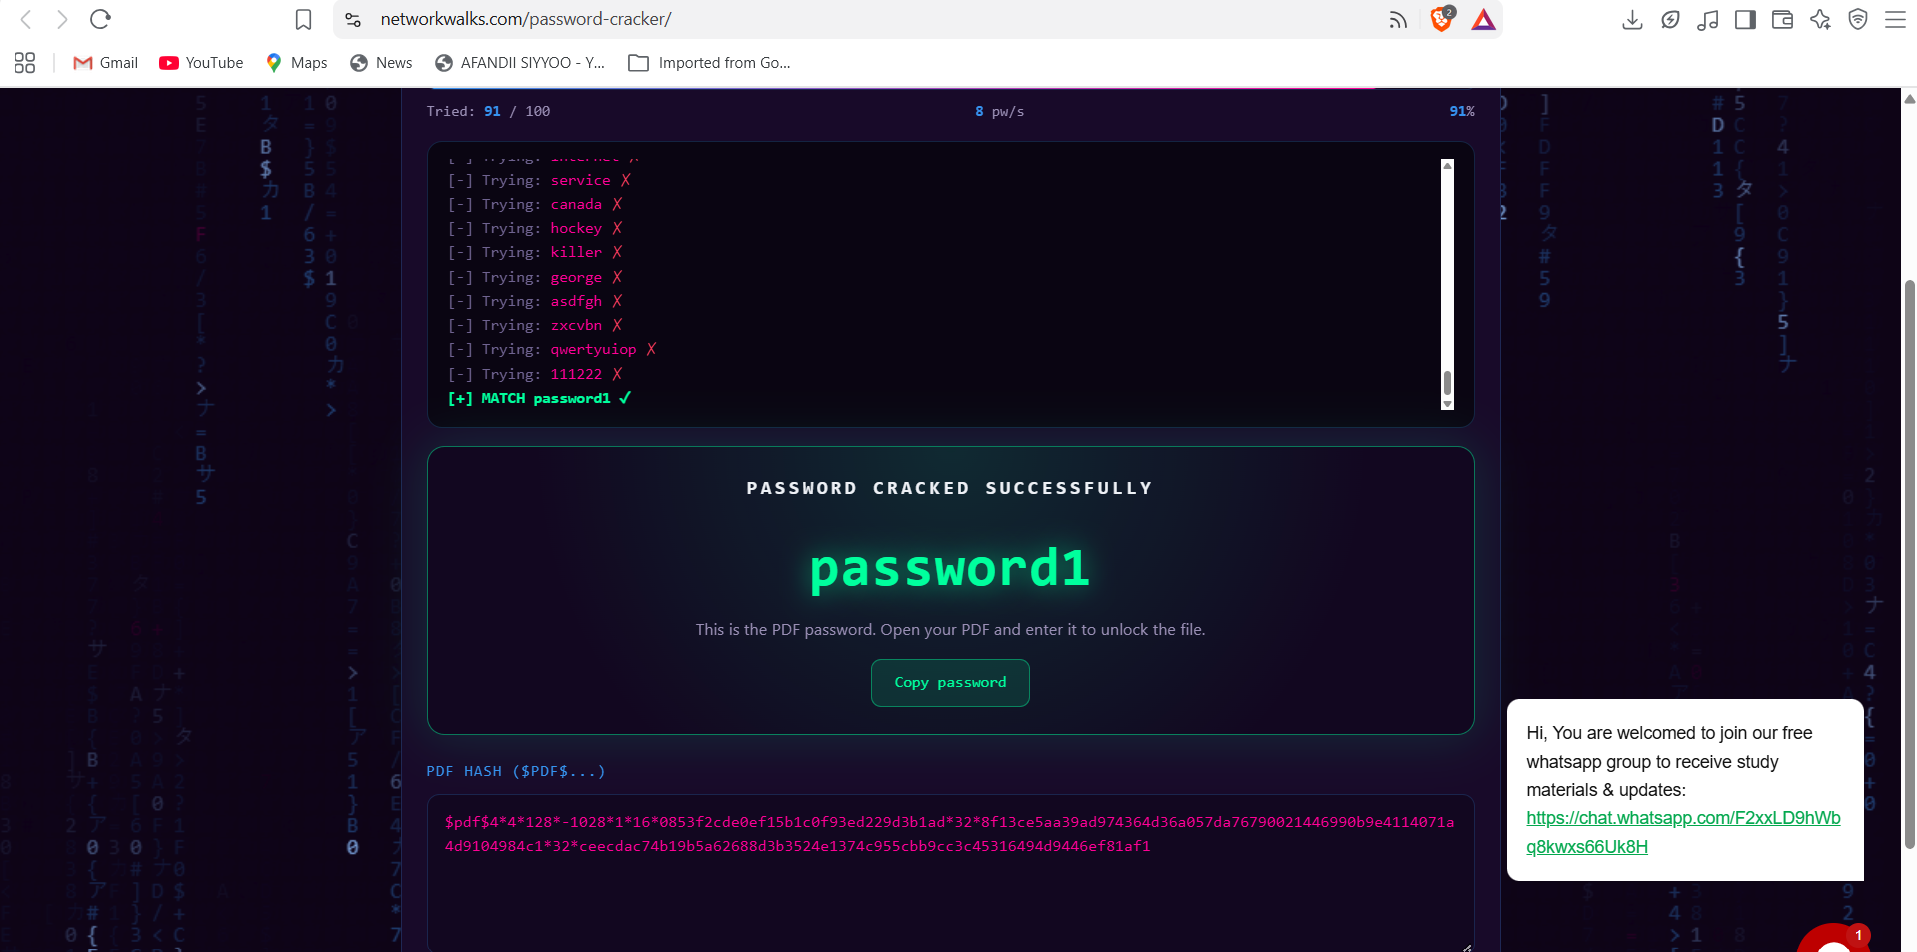 networkwalks.com/password-cracker/
2
Gmail
YouTube
Maps
News
AFANDII SIYYOO - Y...
Imported from Go...
Tried: 91 / 100
8 pw/s
91%
[-] Trying: internet ✗
[-] Trying: service ✗
[-] Trying: canada ✗
[-] Trying: hockey ✗
[-] Trying: killer ✗
[-] Trying: george ✗
[-] Trying: asdfgh ✗
[-] Trying: zxcvbn ✗
[-] Trying: qwertyuiop ✗
[-] Trying: 111222 ✗
[+] MATCH password1 ✓
PASSWORD CRACKED SUCCESSFULLY
password1
This is the PDF password. Open your PDF and enter it to unlock the file.
Copy password
PDF HASH ($PDF$...)
$pdf$4*4*128*-1028*1*16*0853f2cde0ef15b1c0f93ed229d3b1ad*32*8f13ce5aa39ad974364d36a057da76790021446990b9e4114071a
4d9104984c1*32*ceecdac74b19b5a62688d3b3524e1374c955cbb9cc3c45316494d9446ef81af1
Hi, You are welcomed to join our free
whatsapp group to receive study
materials & updates:
https://chat.whatsapp.com/F2xxLD9hWb
q8kwxs66Uk8H
1